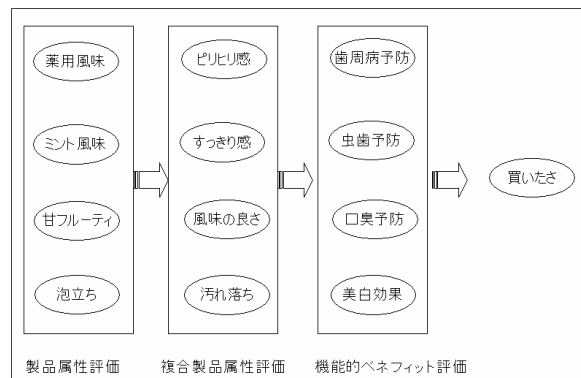 薬用風味
ミント風味
甘フルーティ
泡立ち
製品属性評価
ピリヒリ感
すっきり感
風味の良さ
汚れ落ち
複合製品属性評価
歯周病予防
虫歯予防
口臭予防
美白効果
機能的ベネフィット評価
買いたさ